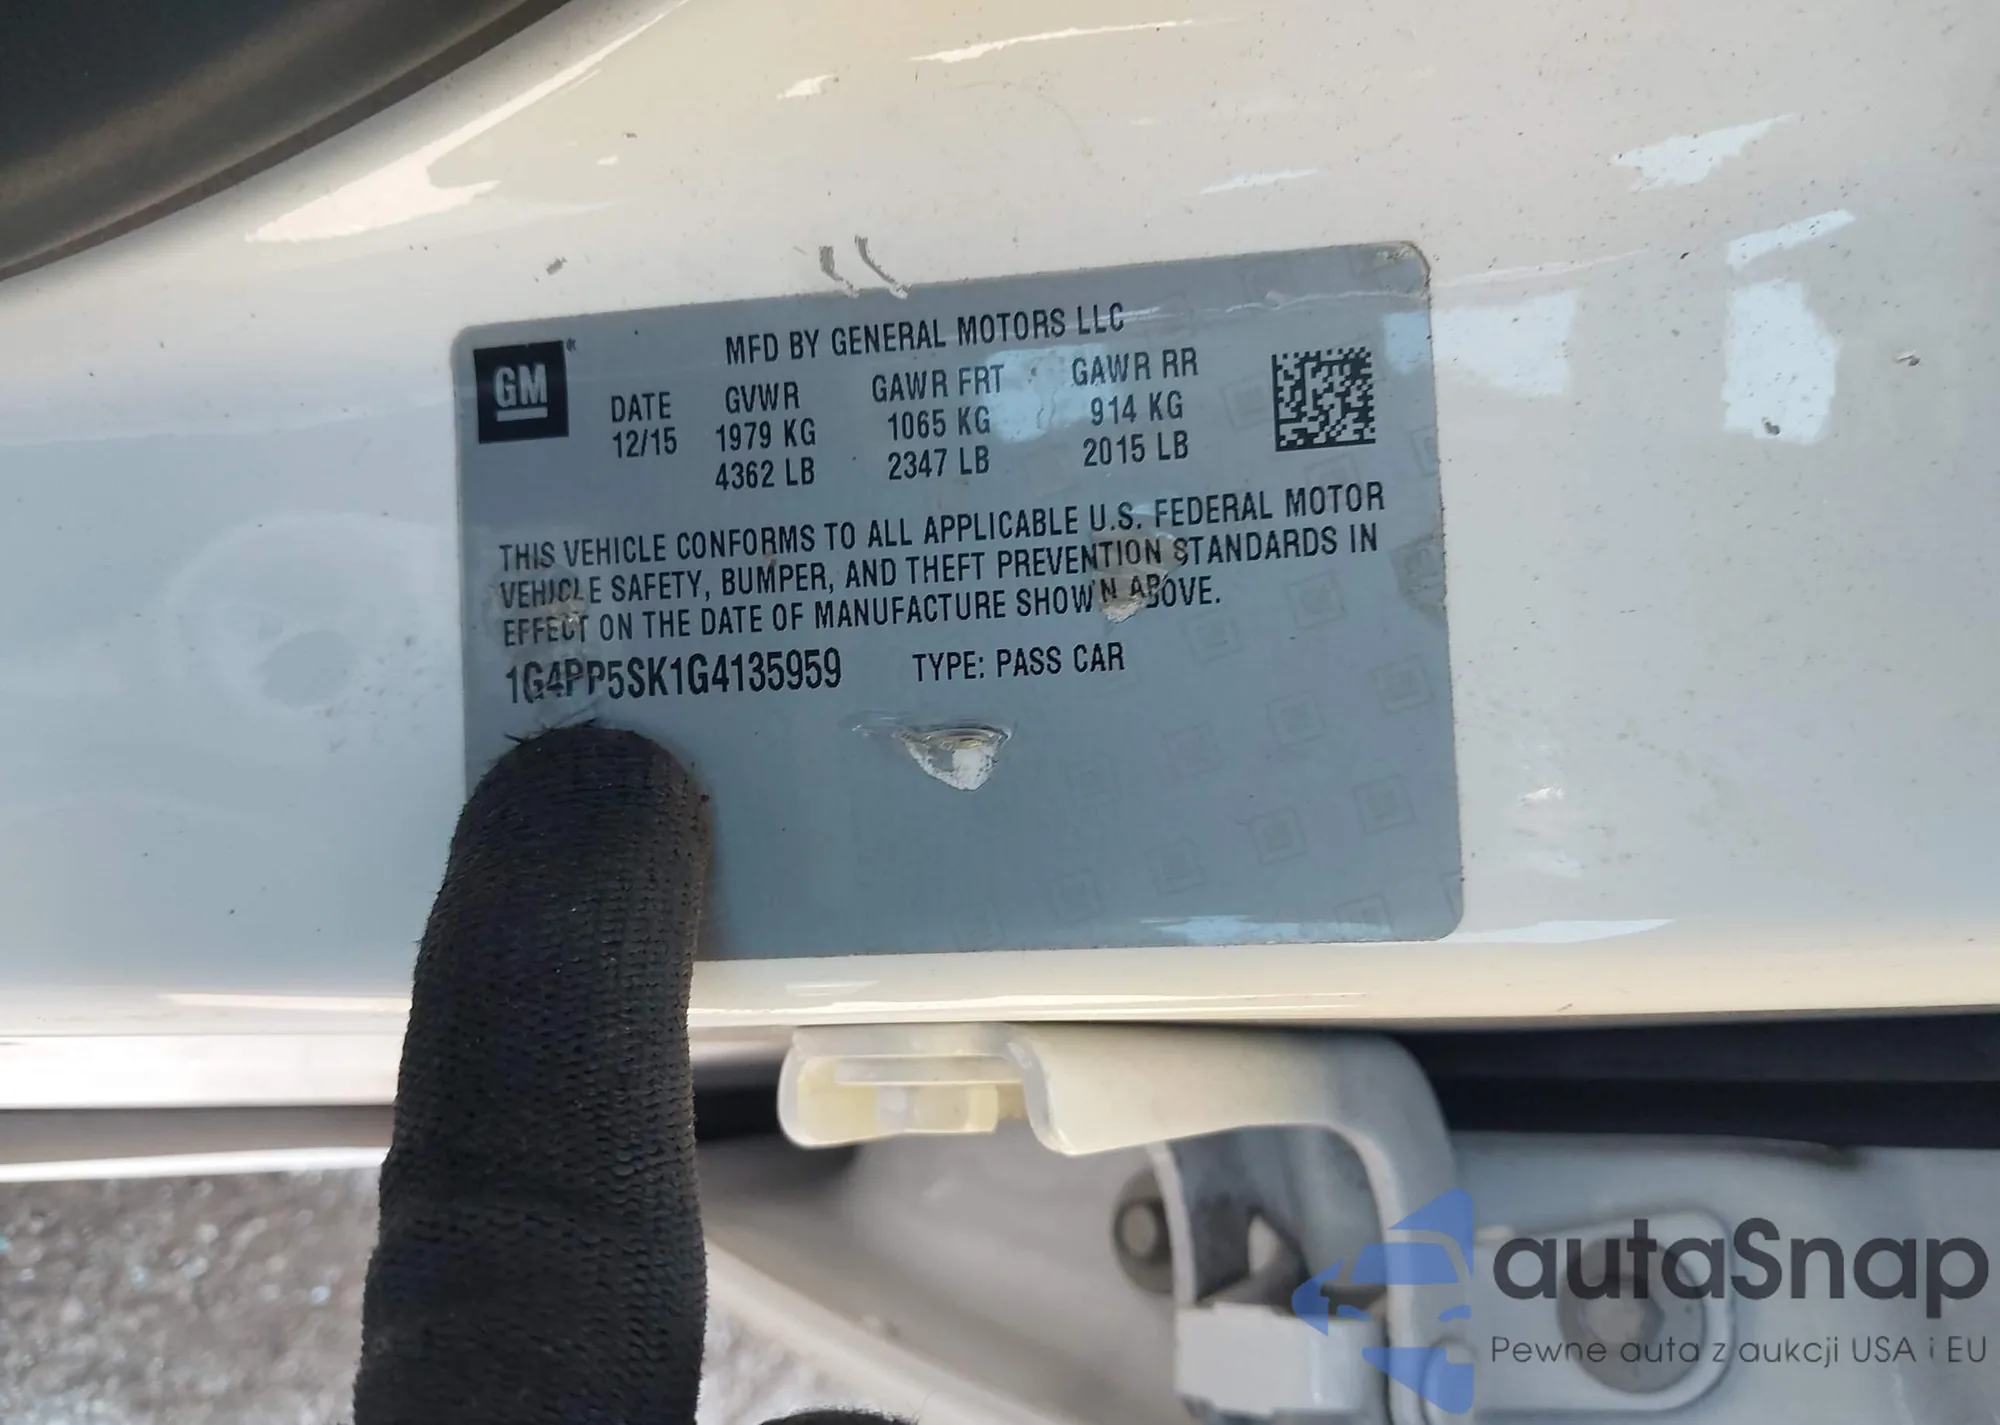 GM
MFD BY GENERAL MOTORS LLC
DATE GVWR GAWR FRT GAWR RR
12/15 1979 KG 1065 KG 914 KG
4362 LB 2347 LB 2015 LB
THIS VEHICLE CONFORMS TO ALL APPLICABLE U.S. FEDERAL MOTOR
VEHICLE SAFETY, BUMPER, AND THEFT PREVENTION STANDARDS IN
EFFECT ON THE DATE OF MANUFACTURE SHOWN ABOVE.
1G4PP5SK1G4135959 TYPE: PASS CAR
autaSnap
Pewne auta z aukcji USA i EU